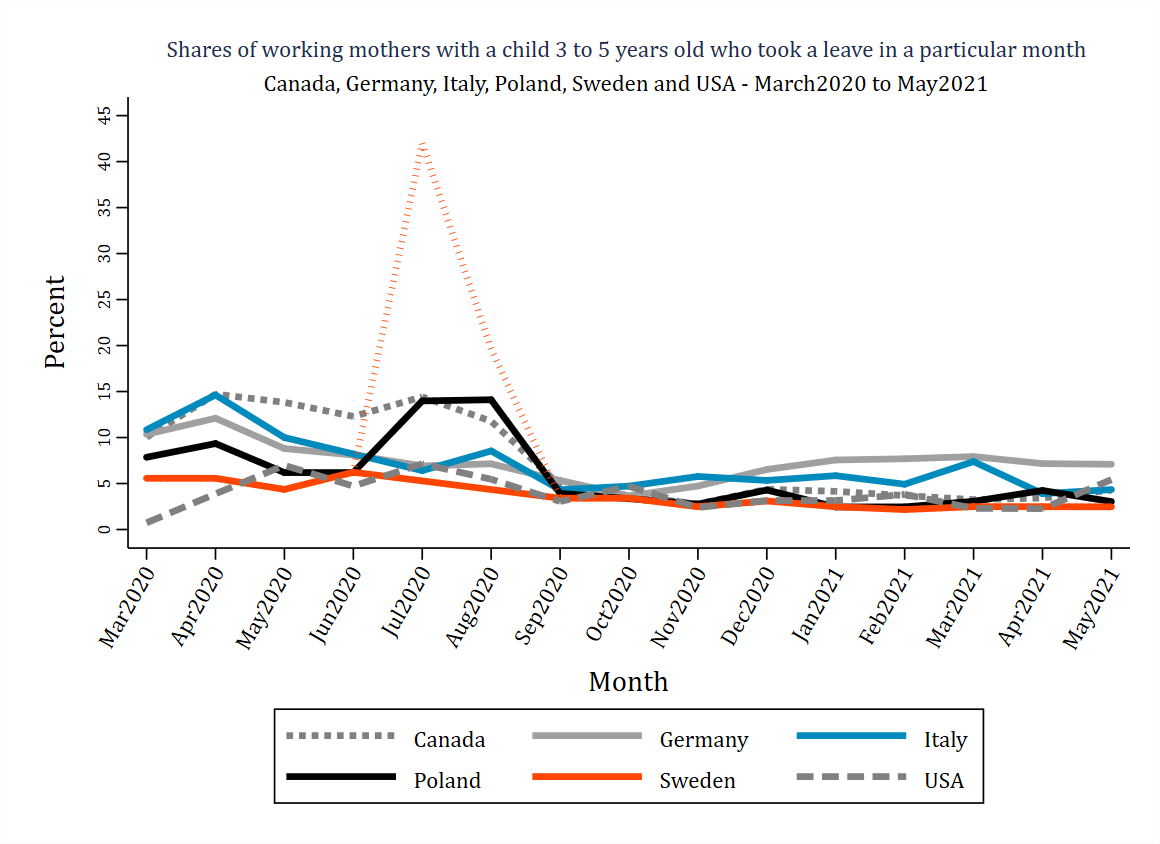 Shares of working mothers with a child 3 to 5 years old who took a leave in a particular month
Canada, Germany, Italy, Poland, Sweden and USA - March2020 to May2021
Percent
45
40
35
30
25
20
15
10
5
0
Mar2020
Apr2020
May2020
Jun2020
Jul2020
Aug2020
Sep2020
Oct2020
Nov2020
Dec2020
Jan2021
Feb2021
Mar2021
Apr2021
May2021
Month
Canada
Germany
Italy
Poland
Sweden
USA